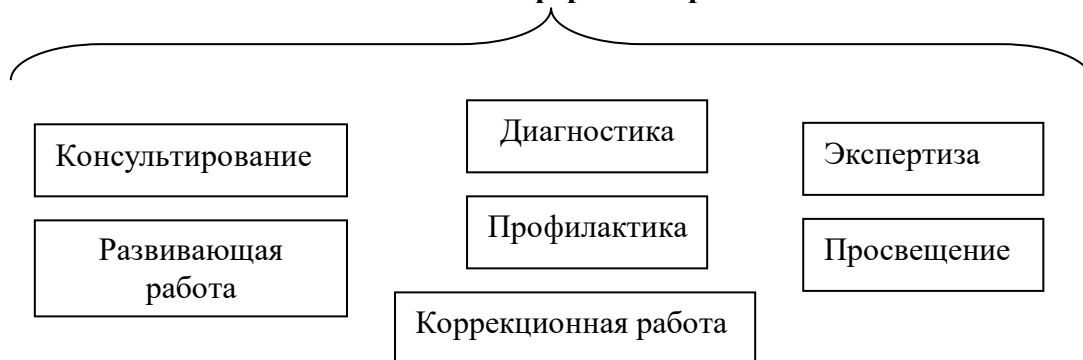 Консультирование
Диагностика
Экспертиза
Развивающая
работа
Профилактика
Просвещение
Коррекционная работа